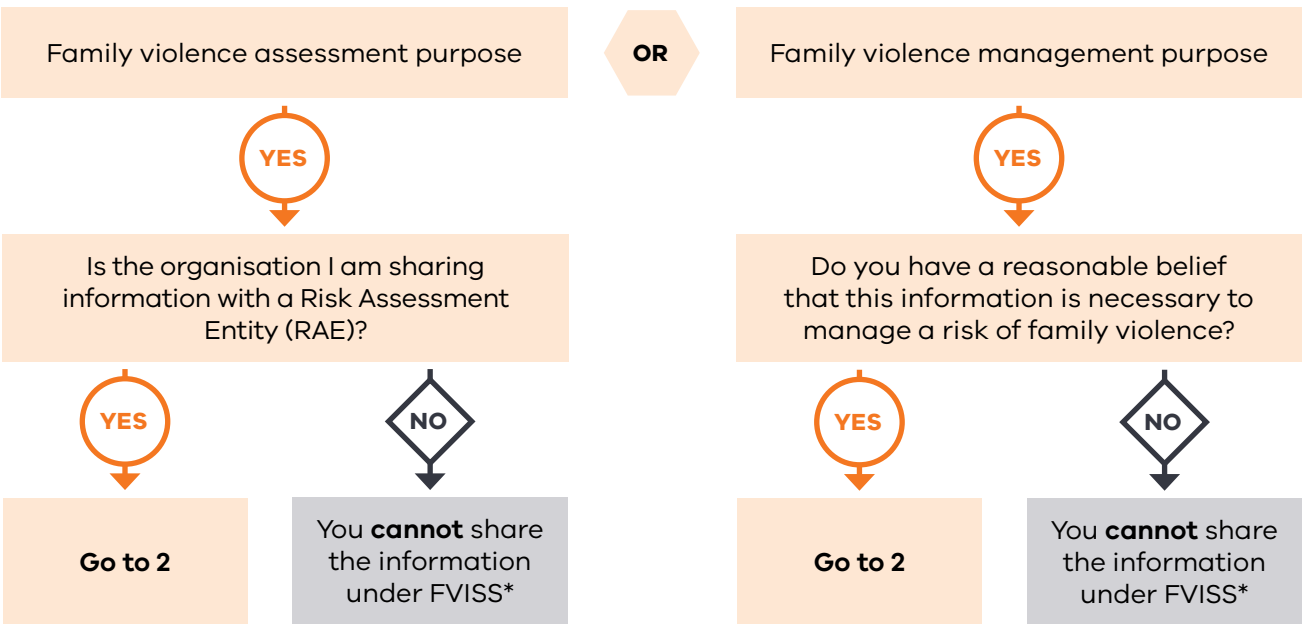 Family violence assessment purpose
OR
Family violence management purpose
YES
YES
Is the organisation I am sharing
information with a Risk Assessment
Entity (RAE)?
Do you have a reasonable belief
that this information is necessary to
manage a risk of family violence?
YES
NO
YES
NO
Go to 2
You cannot share
the information
under FVISS*
Go to 2
You cannot share
the information
under FVISS*